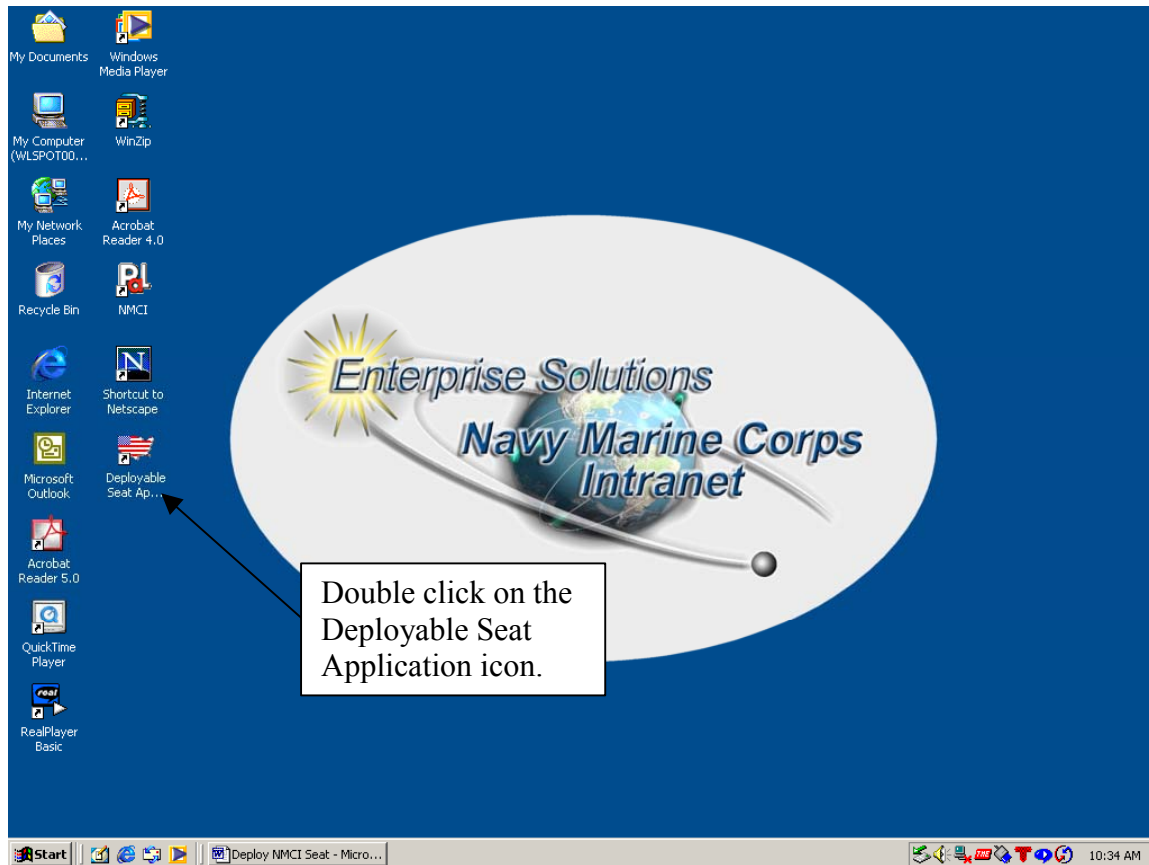 My Documents
Windows
Media Player
My Computer
(WLSPOT00...
WinZip
My Network
Places
Acrobat
Reader 4.0
Recycle Bin
NMCI
Internet
Explorer
Shortcut to
Netscape
Microsoft
Outlook
Deployable
Seat Ap...
Acrobat
Reader 5.0
QuickTime
Player
real
RealPlayer
Basic
Enterprise Solutions
Navy Marine Corps
Intranet
Double click on the
Deployable Seat
Application icon.
Start
Deploy NMCI Seat - Micro...
10:34 AM